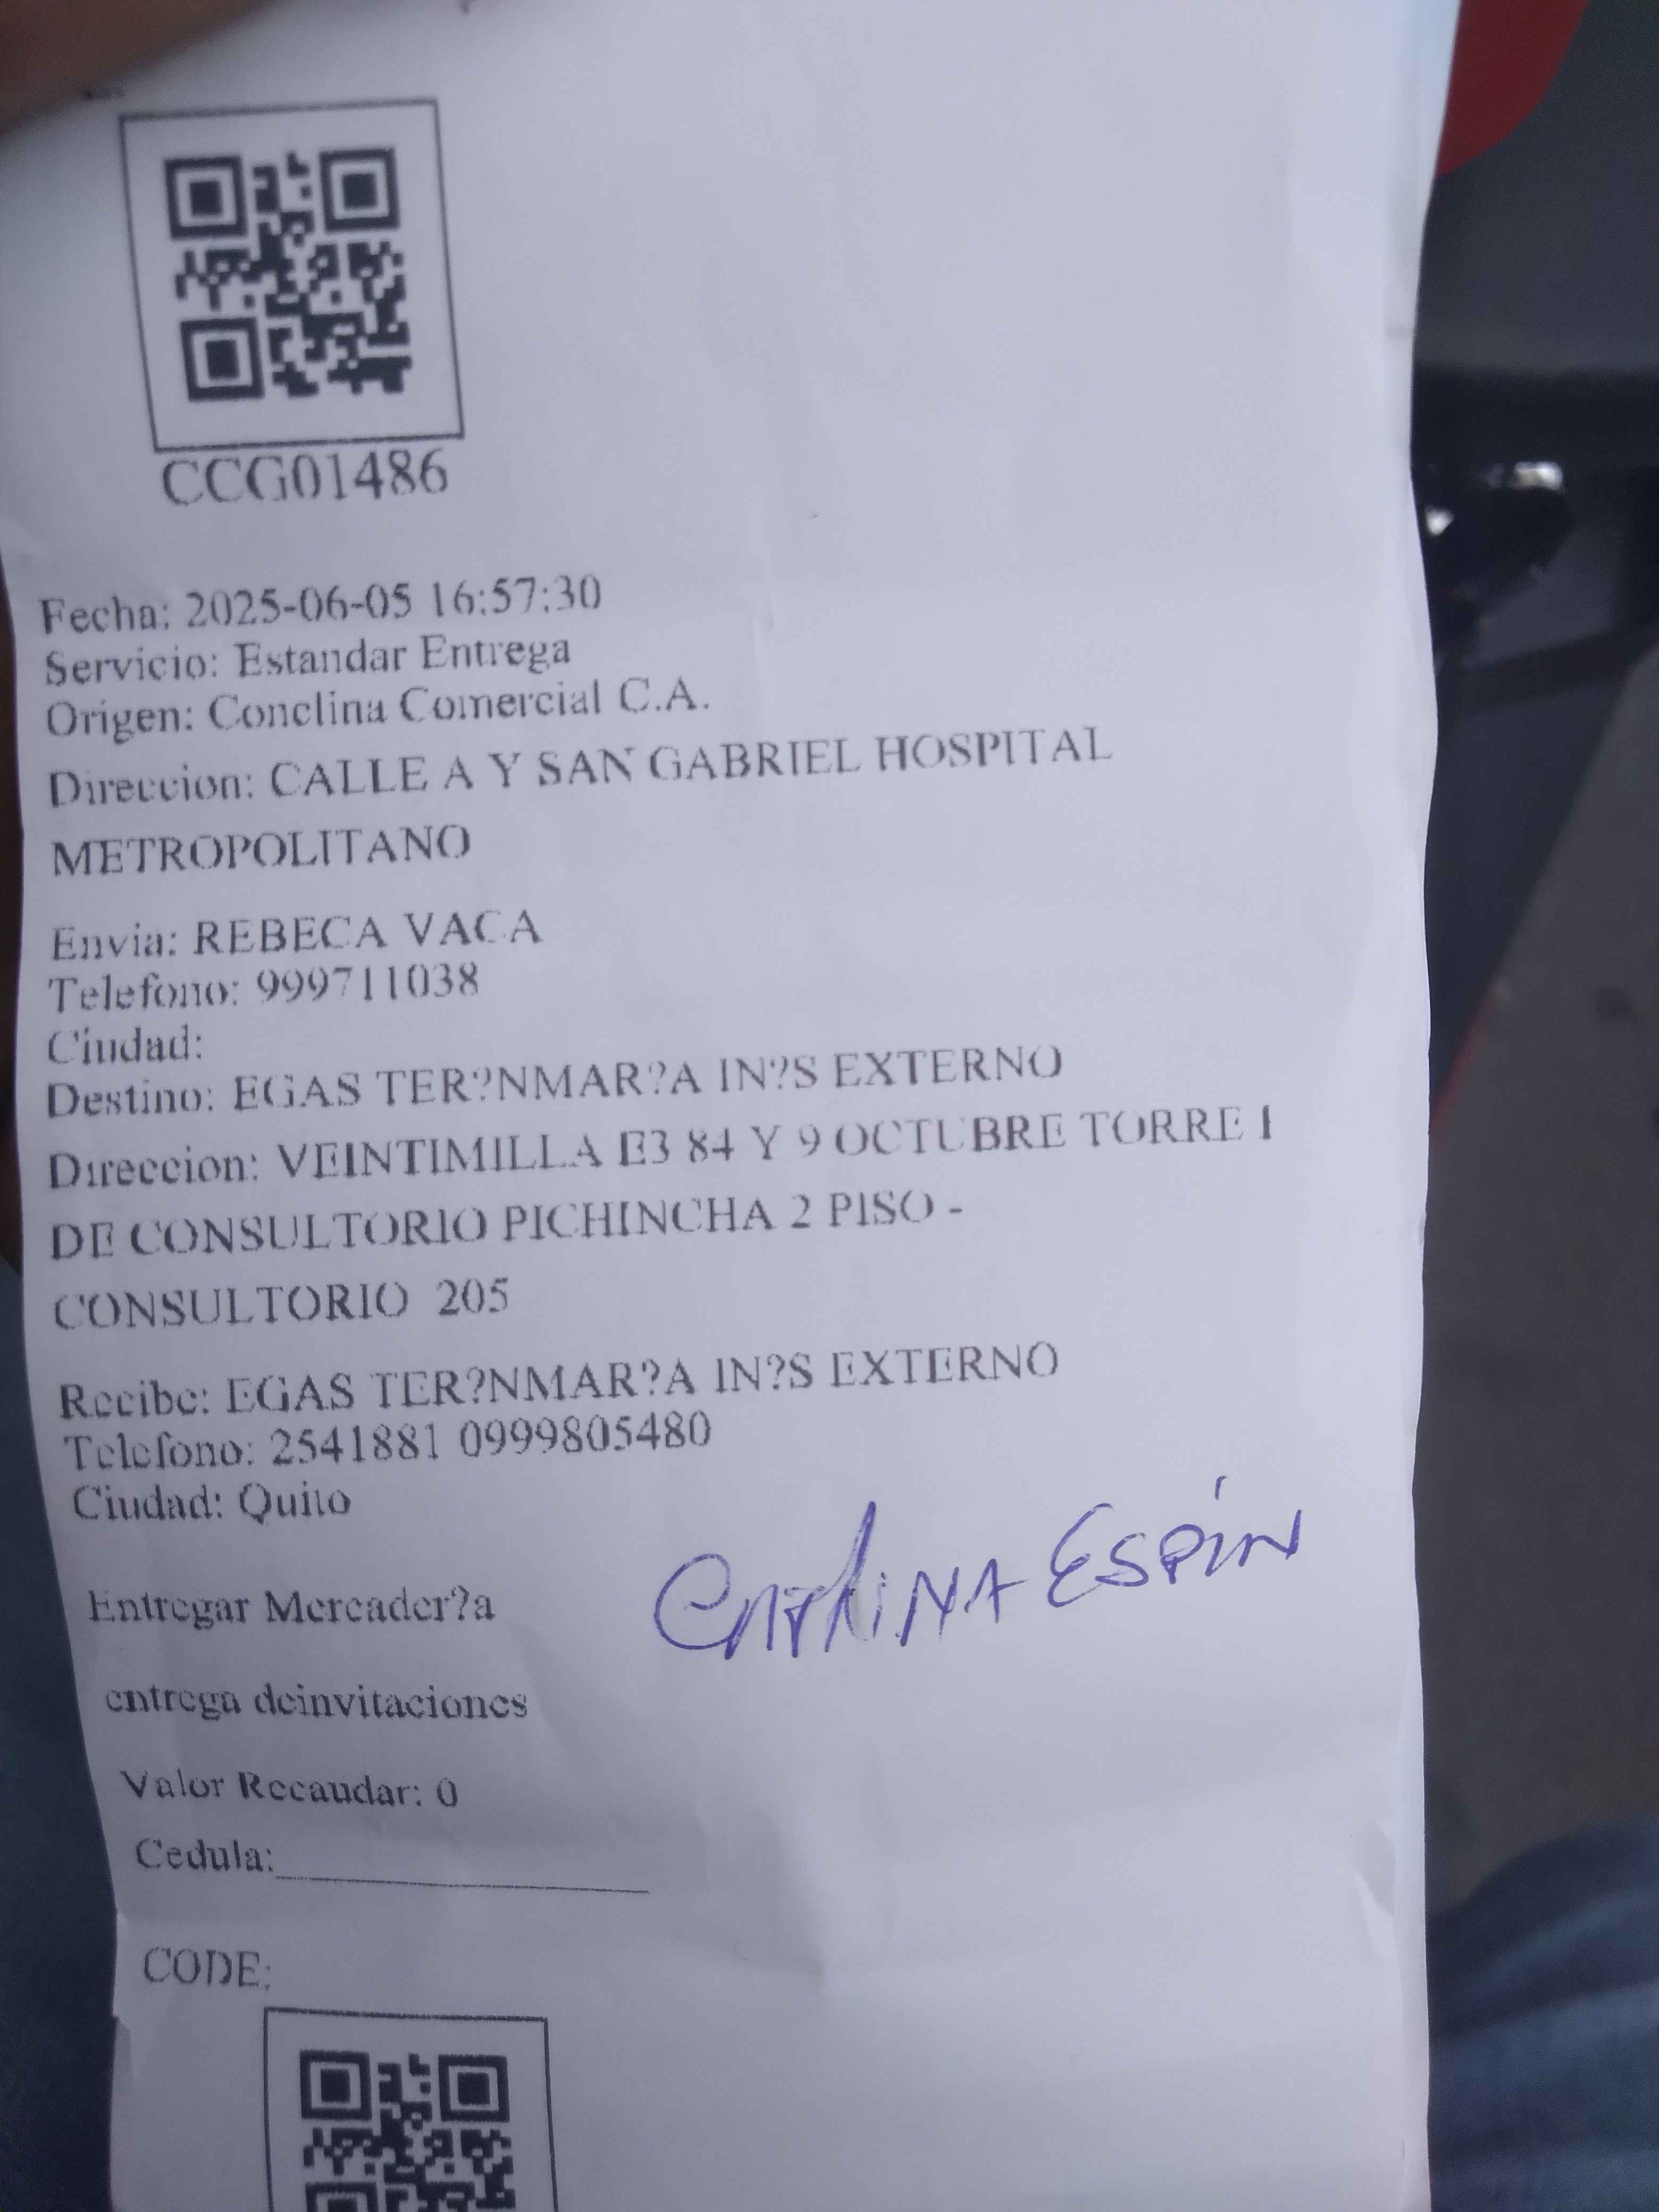 CCG01486
Fecha: 2025-06-05 16:57:30
Servicio: Estandar Entrega
Origen: Conclina Comercial C.A.
Direccion: CALLE A Y SAN GABRIEL HOSPITAL
METROPOLITANO
Envia: REBECA VACA
Telefono: 999711038
Ciudad:
Destino: EGAS TER?NMAR?A IN?S EXTERNO
Direccion: VEINTIMILLA E3 84 Y 9 OCTUBRE TORRE I
DE CONSULTORIO PICHINCHA 2 PISO -
CONSULTORIO 205
Recibe: EGAS TER?NMAR?A IN?S EXTERNO
Telefono: 2541881 0999805480
Ciudad: Quito
CATALINA ESPÍN
Entregar Mercader?a
entrega deinvitaciones
Valor Recaudar: 0
Cedula:
CODE: